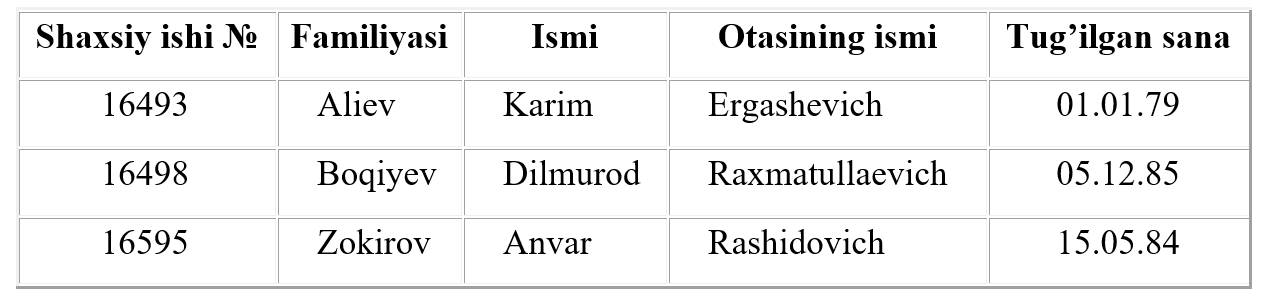 Shaxsiy ishi № Familiyasi Ismi Otasining ismi Tug’ilgan sana
16493 Aliev Karim Ergashevich 01.01.79
16498 Boqiyev Dilmurod Raxmatullaevich 05.12.85
16595 Zokirov Anvar Rashidovich 15.05.84